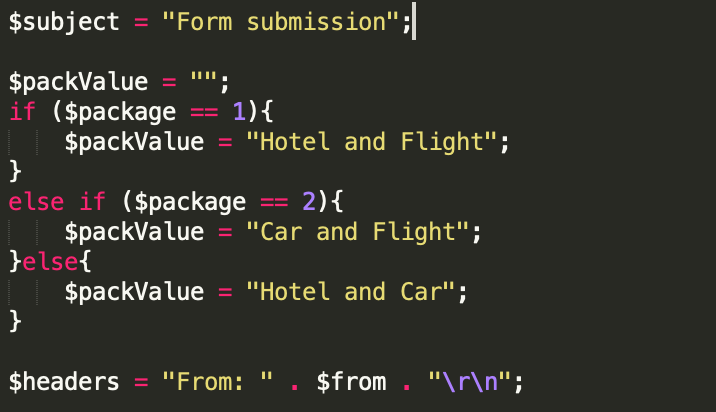 $subject = "Form submission";
$packValue = "";
if ($package == 1){
$packValue = "Hotel and Flight";
}
else if ($package == 2){
$packValue = "Car and Flight";
}else{
$packValue = "Hotel and Car";
}
$headers = "From: " . $from . "\r\n";